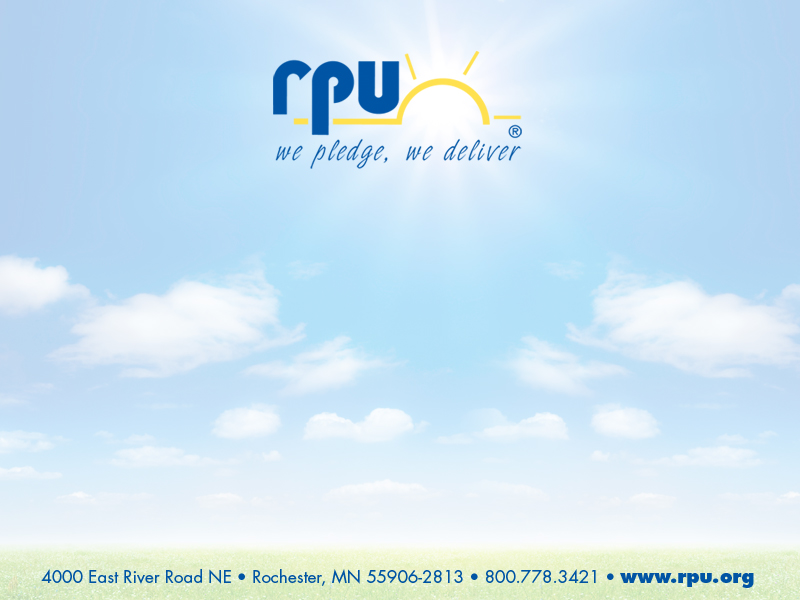 rpu®
we pledge, we deliver
4000 East River Road NE • Rochester, MN 55906-2813 • 800.778.3421 • www.rpu.org